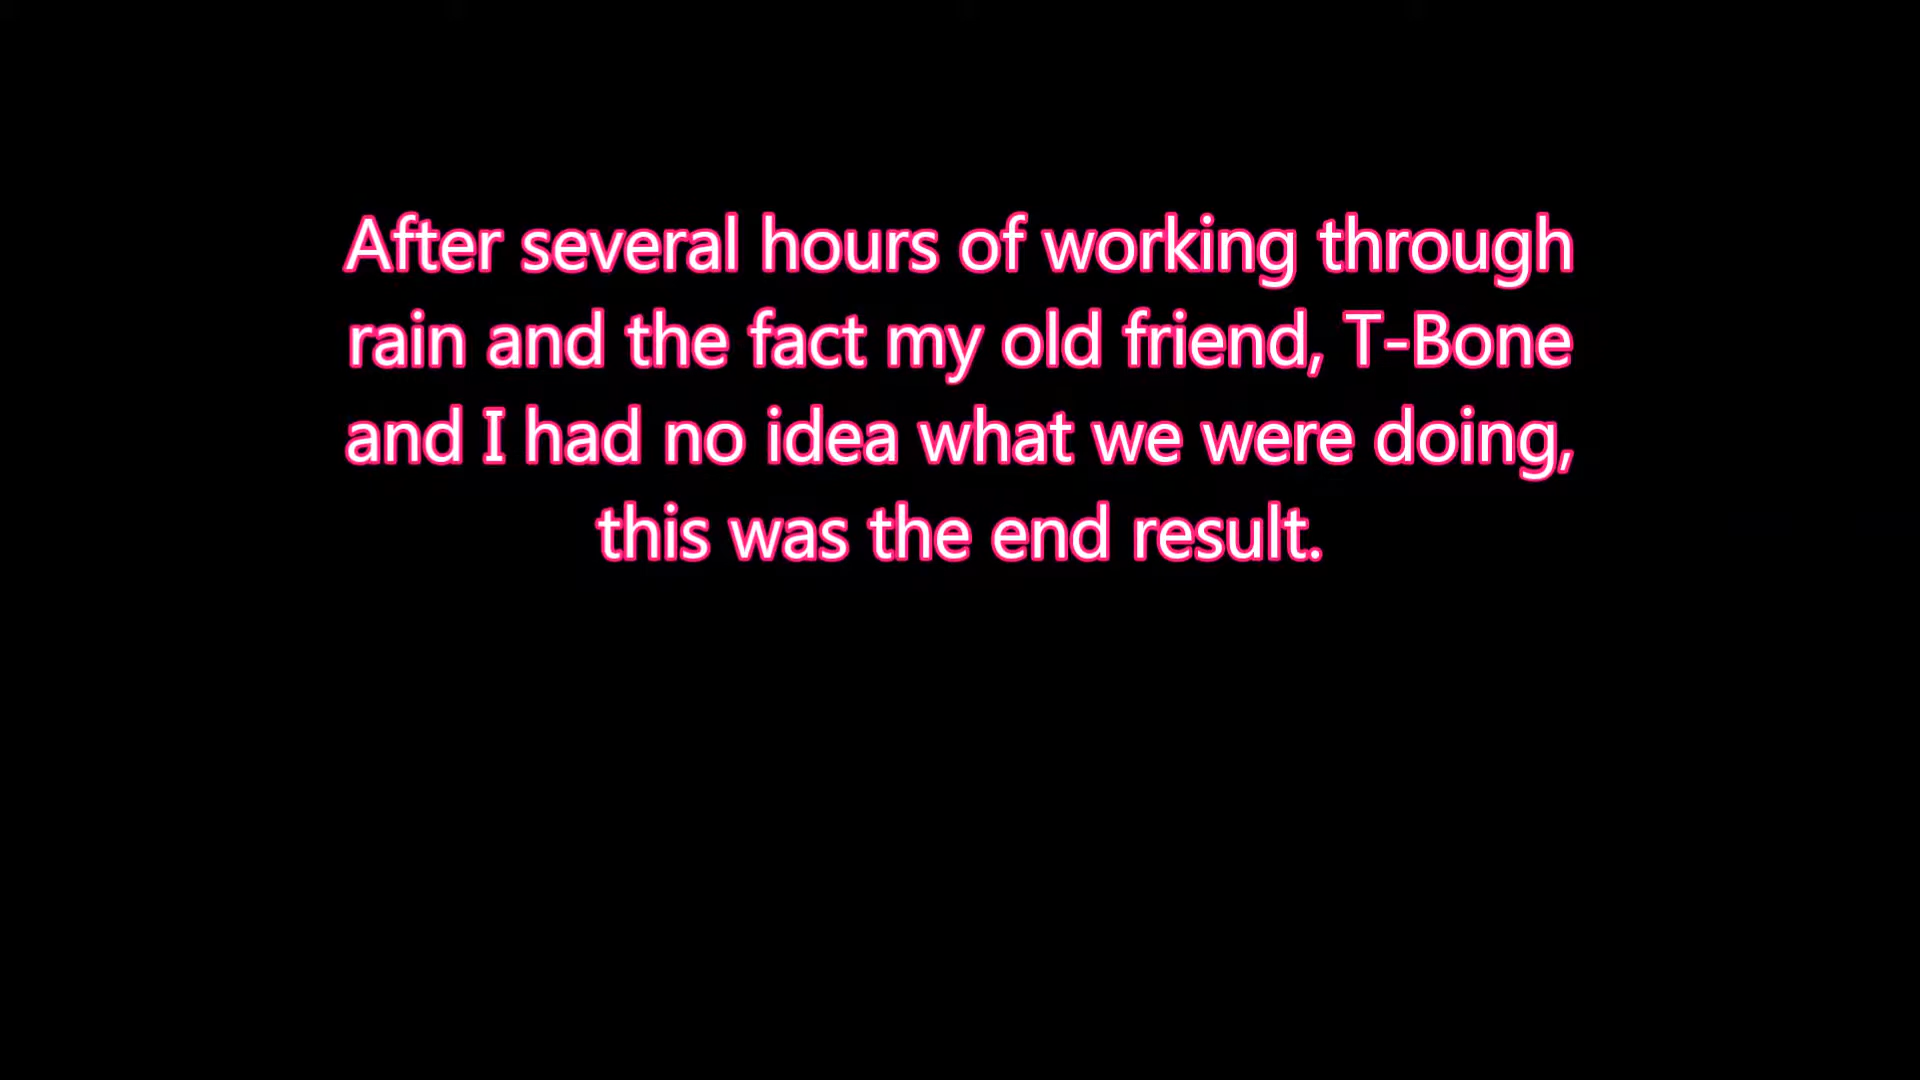 After several hours of working through
rain and the fact my old friend, T-Bone
and I had no idea what we were doing,
this was the end result.